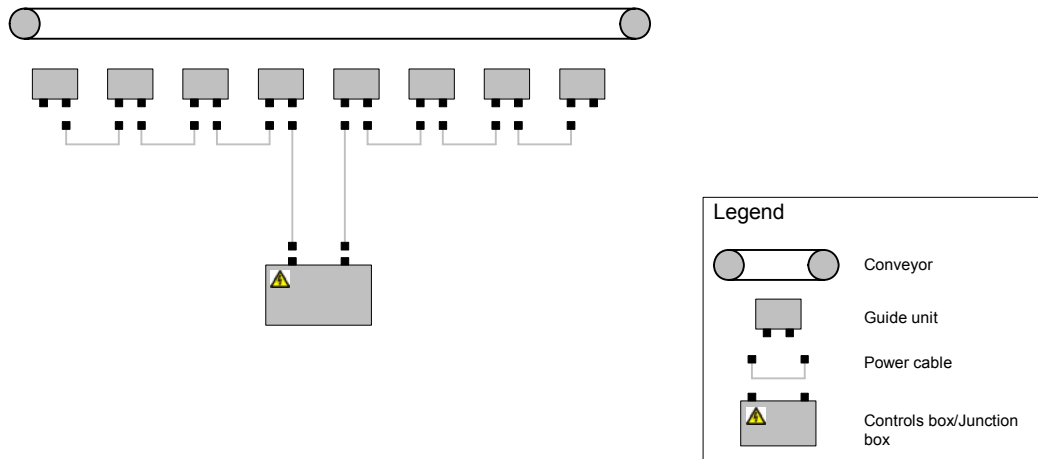 Legend
Conveyor
Guide unit
Power cable
Controls box/Junction
box